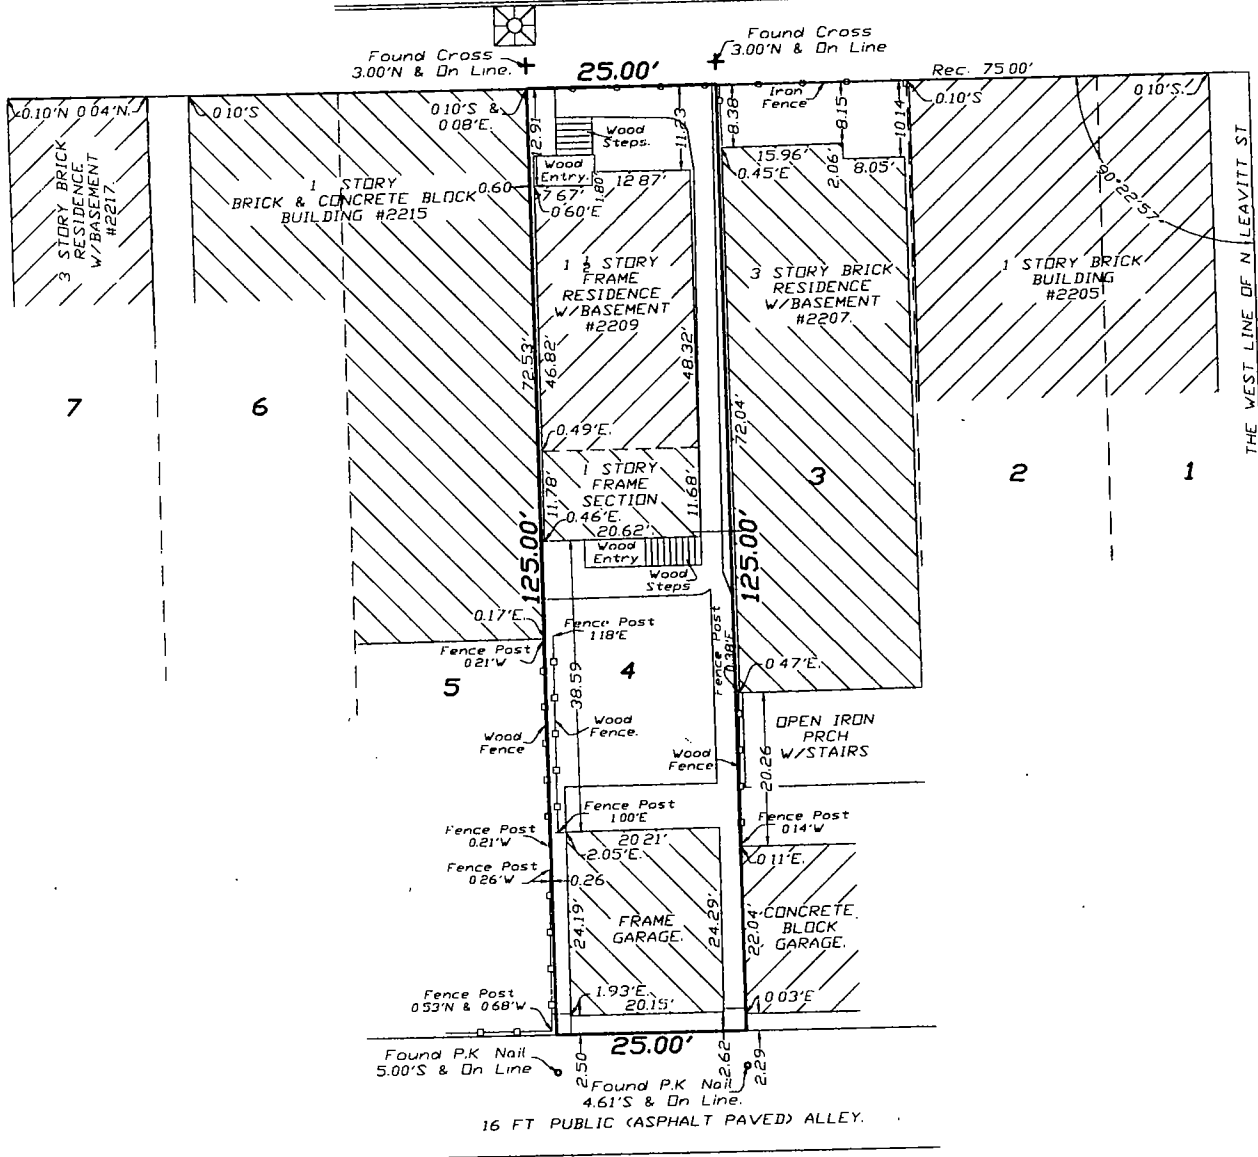 Found Cross
3.00'N & On Line.
Found Cross
3.00'N & On Line
25.00'
Rec. 75.00'
Iron
Fence
0.10'N 0.04'N.
0.10'S
0.10'S &
0.08'E.
0.10'S
0.10'S.
12.91
11.23
8.38
8.15
10.14
Wood
Steps.
Wood
Entry.
1.80'
12.87'
7.67'
0.60
0.60'E
15.96'
0.45'E
2.06'
8.05'
90°22'57"
3 STORY BRICK
RESIDENCE
W/BASEMENT
#2217.
1 STORY
BRICK & CONCRETE BLOCK
BUILDING #2215
1 ½ STORY
FRAME
RESIDENCE
W/BASEMENT
#2209
3 STORY BRICK
RESIDENCE
W/BASEMENT
#2207.
1 STORY BRICK
BUILDING
#2205
THE WEST LINE OF N. LEAVITT ST
72.53'
46.82'
48.32'
72.04'
7
6
3
2
1
0.49'E.
1 STORY
FRAME
SECTION
11.78'
11.68'
0.46'E.
20.62'.
Wood
Entry
Wood
Steps
125.00'
125.00'
0.17'E.
Fence Post
0.21'W
Fence Post
1.18'E
Fence Post
0.38'E
0.47'E.
5
4
38.59
Wood
Fence
Wood
Fence.
Wood
Fence
OPEN IRON
PRCH
W/STAIRS
20.26
Fence Post
1.00'E
Fence Post
0.14'W
Fence Post
0.21'W
20.21'
2.05'E.
0.11'E.
Fence Post
0.26'W
0.26
24.19'
FRAME
GARAGE.
24.29'
22.04'
CONCRETE
BLOCK
GARAGE.
Fence Post
0.53'N & 0.68'W
1.93'E.
20.15'
0.03'E
25.00'
Found P.K Nail
5.00'S & On Line
2.50
2.62
2.29
Found P.K Nail
4.61'S & On Line.
16 FT PUBLIC (ASPHALT PAVED) ALLEY.